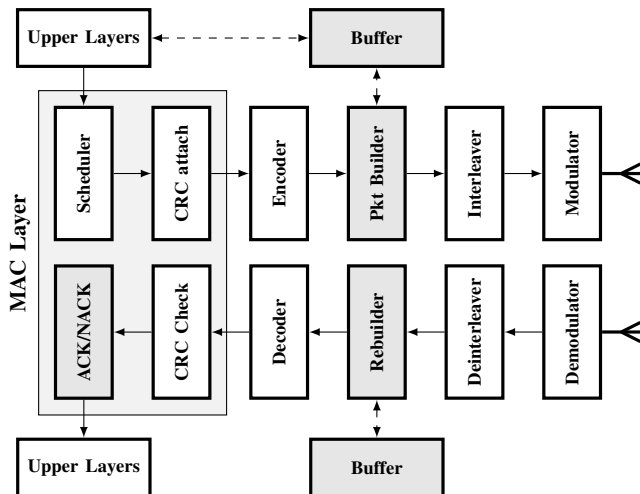 Upper Layers
Buffer
MAC Layer
Scheduler
CRC attach
Encoder
Pkt Builder
Interleaver
Modulator
ACK/NACK
CRC Check
Decoder
Rebuilder
Deinterleaver
Demodulator
Upper Layers
Buffer